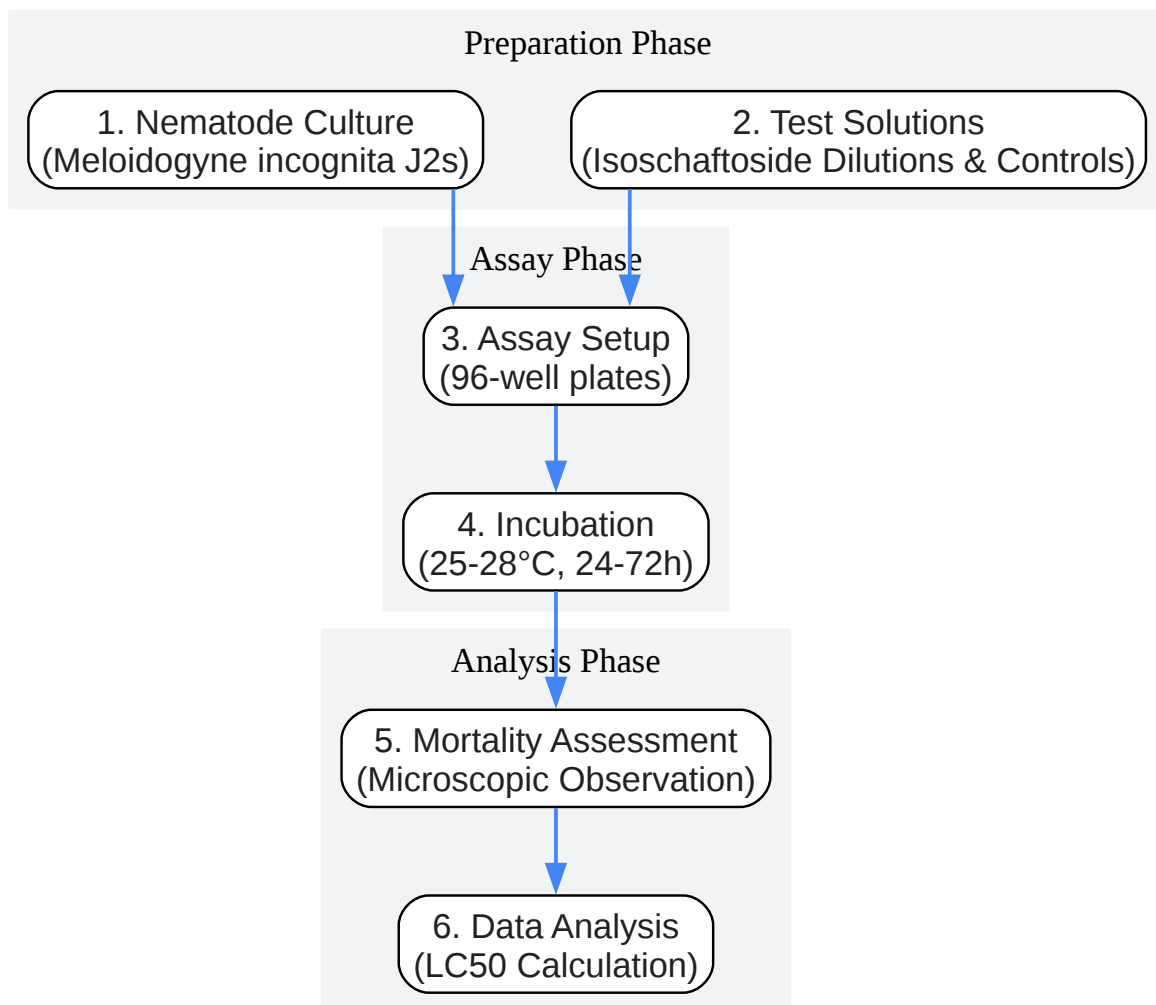 Preparation Phase
1. Nematode Culture
(Meloidogyne incognita J2s)
2. Test Solutions
(Isoschaftoside Dilutions & Controls)
Assay Phase
3. Assay Setup
(96-well plates)
4. Incubation
(25-28°C, 24-72h)
Analysis Phase
5. Mortality Assessment
(Microscopic Observation)
6. Data Analysis
(LC50 Calculation)